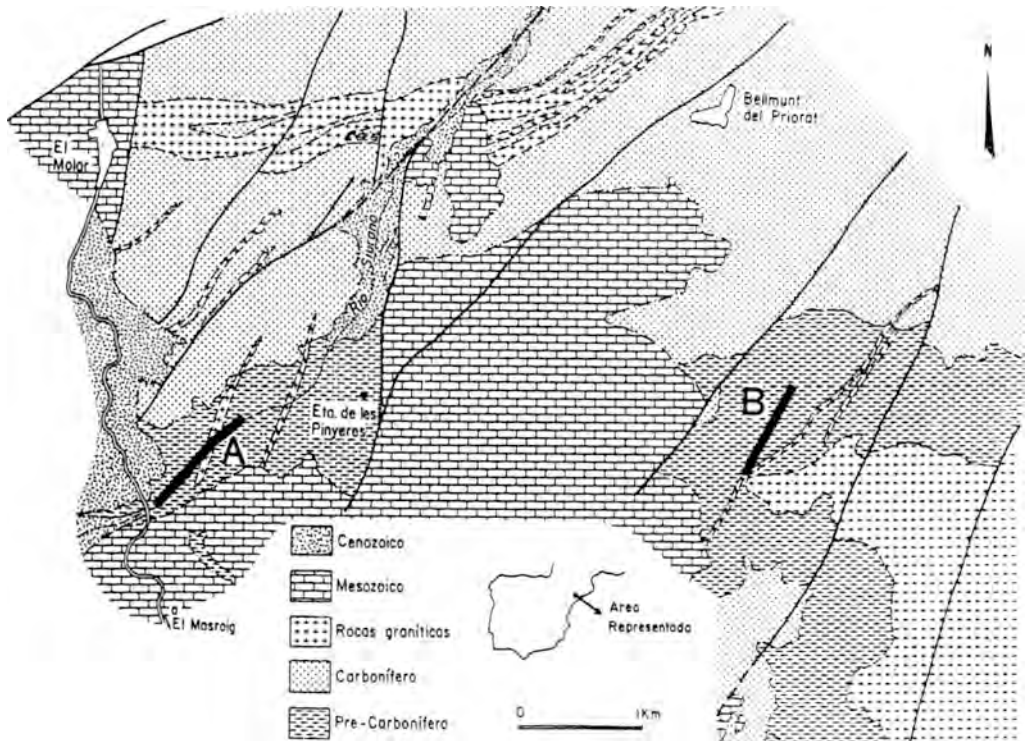 N
Bellmunt
del Priorat
El
Molar
Rio Siurana
B
Eta. de les
Pinyeres
A
Cenozoico
Mesozoico
Rocas graníticas
Carbonífero
Pre-Carbonífero
Area
Representada
0 1Km
a
El Masroig